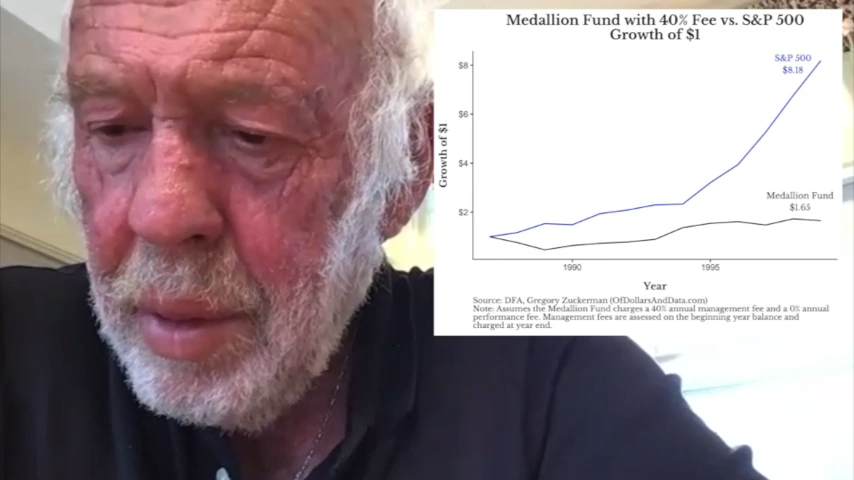 Medallion Fund with 40% Fee vs. S&P 500
Growth of $1
$8
$6
$4
$2
Growth of $1
S&P 500
$8.18
Medallion Fund
$1.65
1990
1995
Year
Source: DFA, Gregory Zuckerman (OfDollarsAndData.com)
Note: Assumes the Medallion Fund charges a 40% annual management fee and a 0% annual
performance fee. Management fees are assessed on the beginning year balance and
charged at year end.